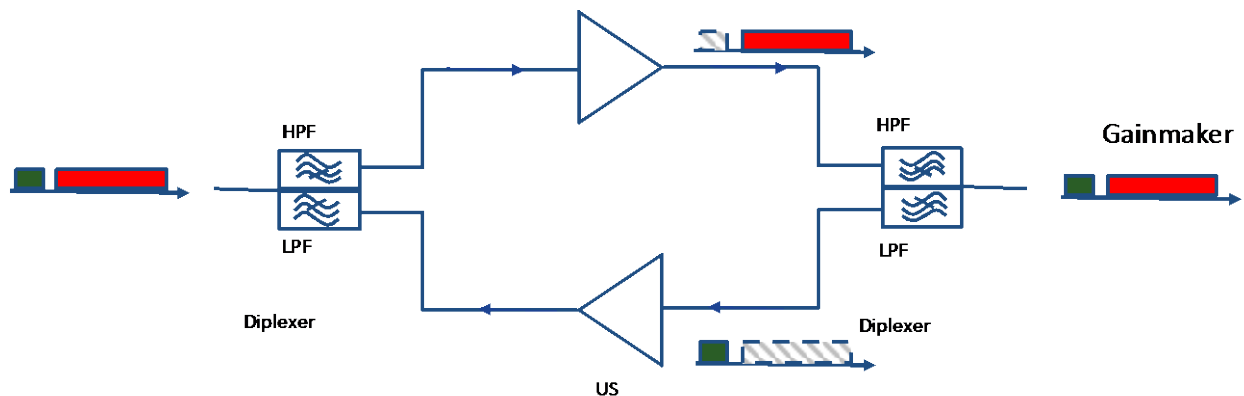 HPF
HPF
Gainmaker
LPF
LPF
Diplexer
Diplexer
US